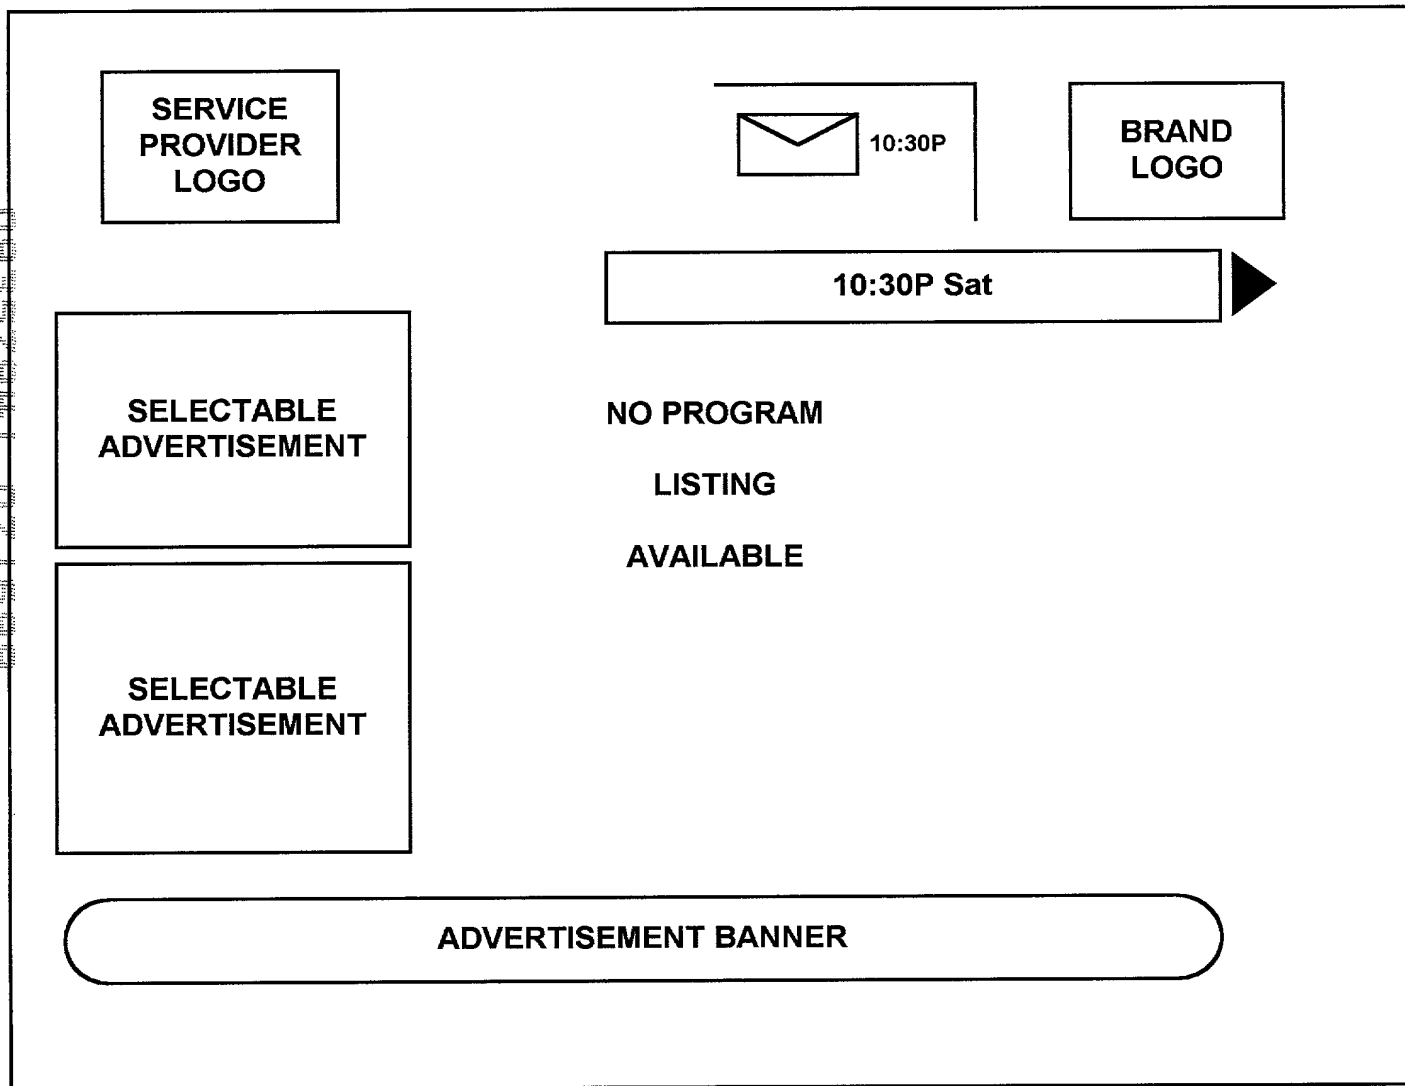 SERVICE
PROVIDER
LOGO
10:30P
BRAND
LOGO
10:30P Sat
SELECTABLE
ADVERTISEMENT
NO PROGRAM
LISTING
AVAILABLE
SELECTABLE
ADVERTISEMENT
ADVERTISEMENT BANNER